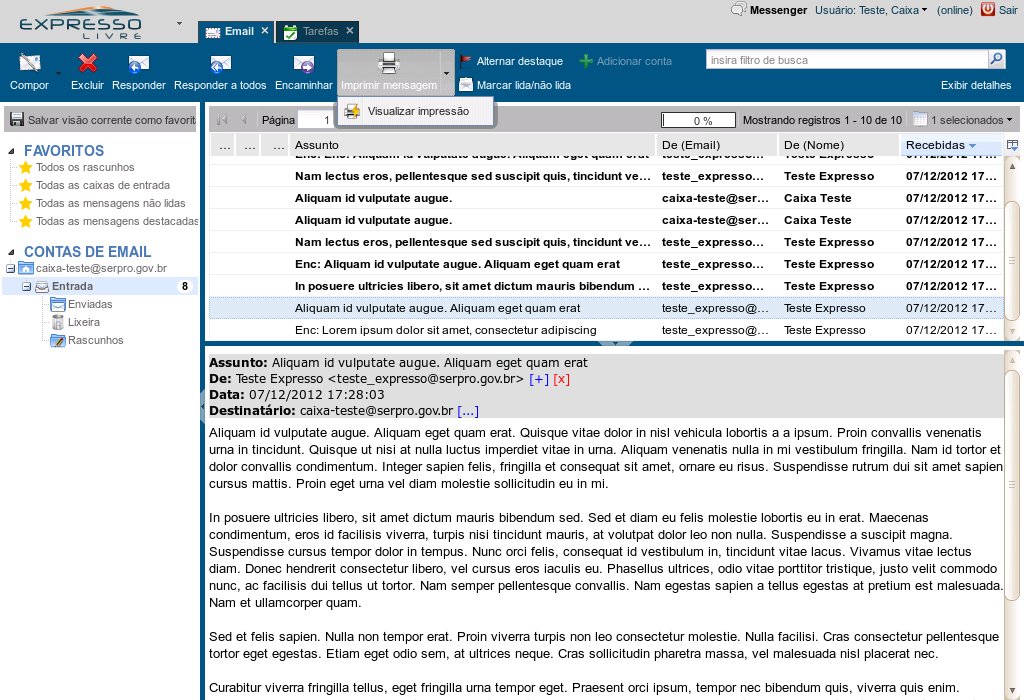 EXPRESSO
LIVRE
Email
Tarefas
Messenger
Usuário: Teste, Caixa
(online)
Sair
Compor
Excluir
Responder
Responder a todos
Encaminhar
Imprimir mensagem
Alternar destaque
Adicionar conta
Marcar lida/não lida
insira filtro de busca
Exibir detalhes
Visualizar impressão
Salvar visão corrente como favorit
Página 1
0 %
Mostrando registros 1 - 10 de 10
1 selecionados
FAVORITOS
Todos os rascunhos
Todas as caixas de entrada
Todas as mensagens não lidas
Todas as mensagens destacadas
CONTAS DE EMAIL
caixa-teste@serpro.gov.br
Entrada 8
Enviadas
Lixeira
Rascunhos
... ... ... Assunto De (Email) De (Nome) Recebidas
Enc: Enc: Aliquam id vulputate augue. Aliquam eget quam erat teste_expresso... Teste Expresso 07/12/2012 17...
Nam lectus eros, pellentesque sed suscipit quis, tincidunt ve... teste_expresso... Teste Expresso 07/12/2012 17...
Aliquam id vulputate augue. caixa-teste@ser... Caixa Teste 07/12/2012 17...
Aliquam id vulputate augue. caixa-teste@ser... Caixa Teste 07/12/2012 17...
Nam lectus eros, pellentesque sed suscipit quis, tincidunt ve... teste_expresso... Teste Expresso 07/12/2012 17...
Enc: Aliquam id vulputate augue. Aliquam eget quam erat teste_expresso... Teste Expresso 07/12/2012 17...
In posuere ultricies libero, sit amet dictum mauris bibendum ... teste_expresso... Teste Expresso 07/12/2012 17...
Aliquam id vulputate augue. Aliquam eget quam erat teste_expresso@... Teste Expresso 07/12/2012 17...
Enc: Lorem ipsum dolor sit amet, consectetur adipiscing teste_expresso@... Teste Expresso 07/12/2012 17...
Assunto: Aliquam id vulputate augue. Aliquam eget quam erat
De: Teste Expresso <teste_expresso@serpro.gov.br> [+] [x]
Data: 07/12/2012 17:28:03
Destinatário: caixa-teste@serpro.gov.br [...]
Aliquam id vulputate augue. Aliquam eget quam erat. Quisque vitae dolor in nisl vehicula lobortis a a ipsum. Proin convallis venenatis
urna in tincidunt. Quisque ut nisi at nulla luctus imperdiet vitae in urna. Aliquam venenatis nulla in mi vestibulum fringilla. Nam id tortor et
dolor convallis condimentum. Integer sapien felis, fringilla et consequat sit amet, ornare eu risus. Suspendisse rutrum dui sit amet sapien
cursus mattis. Proin eget urna vel diam molestie sollicitudin eu in mi.
In posuere ultricies libero, sit amet dictum mauris bibendum sed. Sed et diam eu felis molestie lobortis eu in erat. Maecenas
condimentum, eros id facilisis viverra, turpis nisi tincidunt mauris, at volutpat dolor leo non nulla. Suspendisse a suscipit magna.
Suspendisse cursus tempor dolor in tempus. Nunc orci felis, consequat id vestibulum in, tincidunt vitae lacus. Vivamus vitae lectus
diam. Donec hendrerit consectetur libero, vel cursus eros iaculis eu. Phasellus ultrices, odio vitae porttitor tristique, justo velit commodo
nunc, ac facilisis dui tellus ut tortor. Nam semper pellentesque convallis. Nam egestas sapien a tellus egestas at pretium est malesuada.
Nam et ullamcorper quam.
Sed et felis sapien. Nulla non tempor erat. Proin viverra turpis non leo consectetur molestie. Nulla facilisi. Cras consectetur pellentesque
tortor eget egestas. Etiam eget odio sem, at ultrices neque. Cras sollicitudin pharetra massa, vel malesuada nisl placerat nec.
Curabitur viverra fringilla tellus, eget fringilla urna tempor eget. Praesent orci ipsum, tempor nec bibendum quis, viverra quis enim.